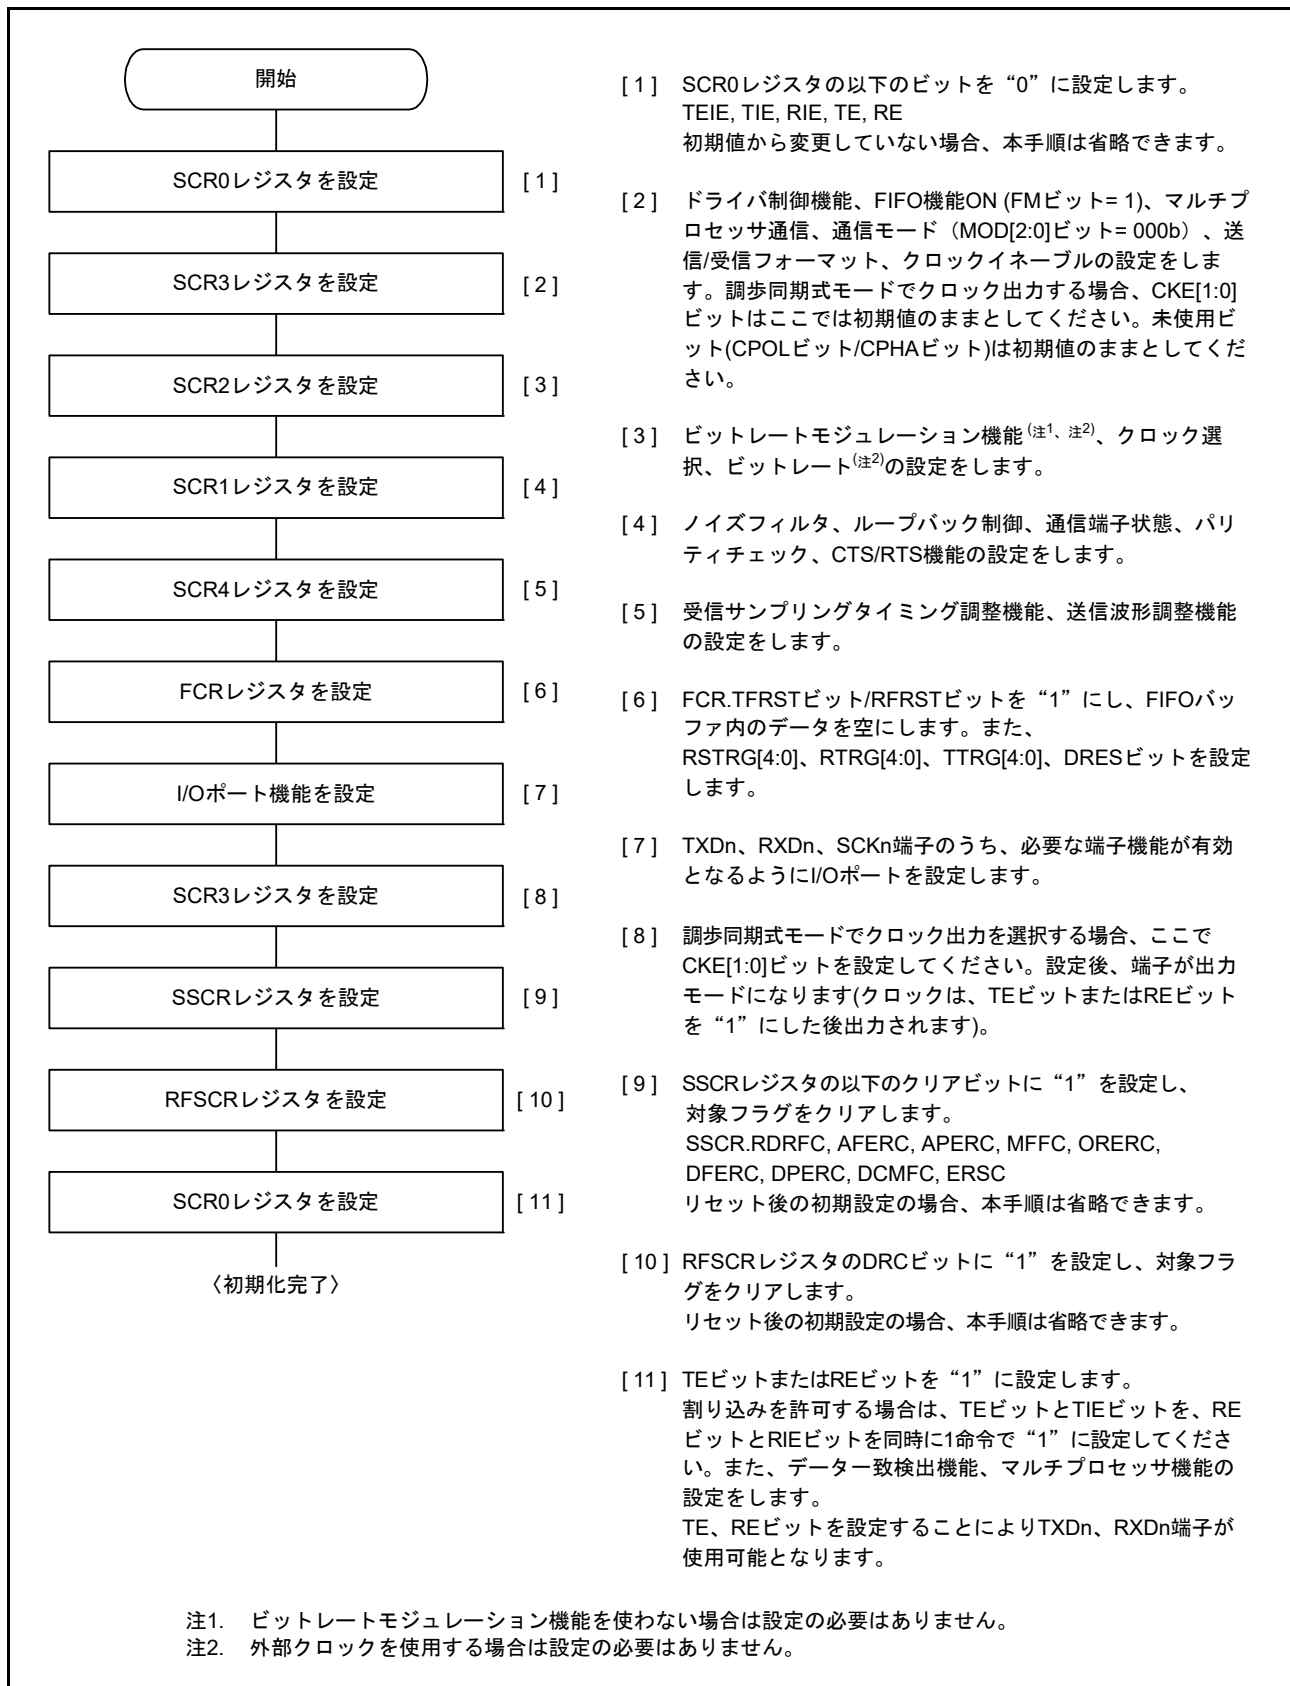 開始
SCR0レジスタを設定 [ 1 ]
SCR3レジスタを設定 [ 2 ]
SCR2レジスタを設定 [ 3 ]
SCR1レジスタを設定 [ 4 ]
SCR4レジスタを設定 [ 5 ]
FCRレジスタを設定 [ 6 ]
I/Oポート機能を設定 [ 7 ]
SCR3レジスタを設定 [ 8 ]
SSCRレジスタを設定 [ 9 ]
RFSCRレジスタを設定 [ 10 ]
SCR0レジスタを設定 [ 11 ]
〈初期化完了〉
[ 1 ] SCR0レジスタの以下のビットを“0”に設定します。
TEIE, TIE, RIE, TE, RE
初期値から変更していない場合、本手順は省略できます。
[ 2 ] ドライバ制御機能、FIFO機能ON (FMビット= 1)、マルチプ
ロセッサ通信、通信モード（MOD[2:0]ビット= 000b）、送
信/受信フォーマット、クロックイネーブルの設定をしま
す。調歩同期式モードでクロック出力する場合、CKE[1:0]
ビットはここでは初期値のままとしてください。未使用ビ
ット(CPOLビット/CPHAビット)は初期値のままとしてくだ
さい。
[ 3 ] ビットレートモジュレーション機能(注1、注2)、クロック選
択、ビットレート(注2)の設定をします。
[ 4 ] ノイズフィルタ、ループバック制御、通信端子状態、パリ
ティチェック、CTS/RTS機能の設定をします。
[ 5 ] 受信サンプリングタイミング調整機能、送信波形調整機能
の設定をします。
[ 6 ] FCR.TFRSTビット/RFRSTビットを“1”にし、FIFOバッ
ファ内のデータを空にします。また、
RSTRG[4:0]、RTRG[4:0]、TTRG[4:0]、DRESビットを設定
します。
[ 7 ] TXDn、RXDn、SCKn端子のうち、必要な端子機能が有効
となるようにI/Oポートを設定します。
[ 8 ] 調歩同期式モードでクロック出力を選択する場合、ここで
CKE[1:0]ビットを設定してください。設定後、端子が出力
モードになります(クロックは、TEビットまたはREビット
を“1”にした後出力されます)。
[ 9 ] SSCRレジスタの以下のクリアビットに“1”を設定し、
対象フラグをクリアします。
SSCR.RDRFC, AFERC, APERC, MFFC, ORERC,
DFERC, DPERC, DCMFC, ERSC
リセット後の初期設定の場合、本手順は省略できます。
[ 10 ] RFSCRレジスタのDRCビットに“1”を設定し、対象フラ
グをクリアします。
リセット後の初期設定の場合、本手順は省略できます。
[ 11 ] TEビットまたはREビットを“1”に設定します。
割り込みを許可する場合は、TEビットとTIEビットを、RE
ビットとRIEビットを同時に1命令で“1”に設定してくださ
い。また、データ一致検出機能、マルチプロセッサ機能の
設定をします。
TE、REビットを設定することによりTXDn、RXDn端子が
使用可能となります。
注1. ビットレートモジュレーション機能を使わない場合は設定の必要はありません。
注2. 外部クロックを使用する場合は設定の必要はありません。